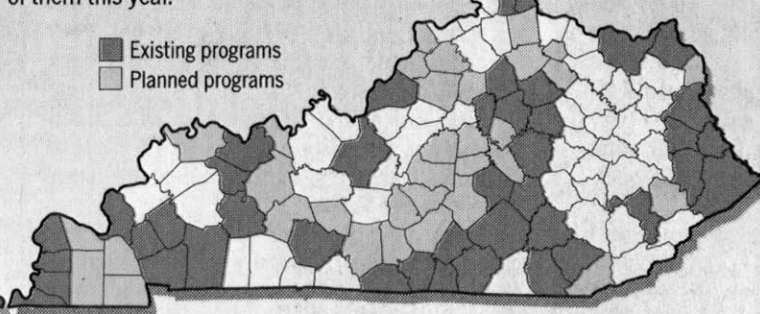 of them this year.
Existing programs
Planned programs